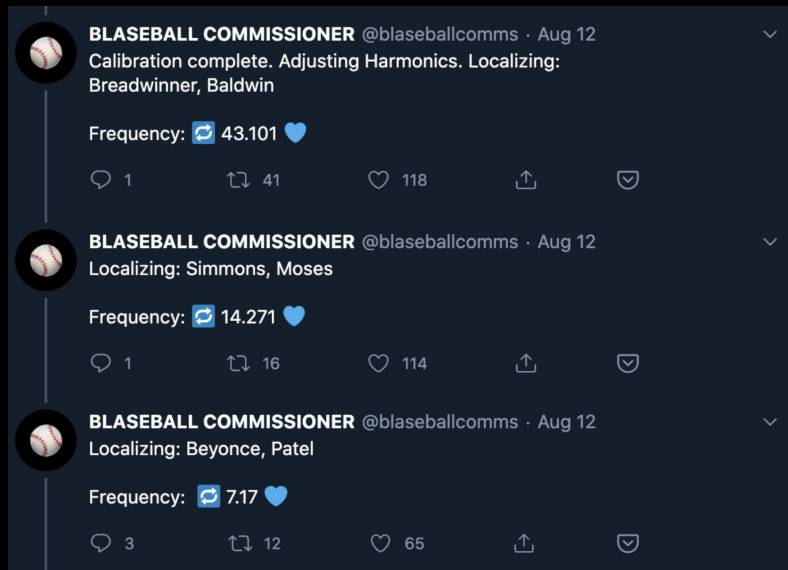 BLASEBALL COMMISSIONER @blaseballcomms · Aug 12
Calibration complete. Adjusting Harmonics. Localizing:
Breadwinner, Baldwin
Frequency: 🔁 43.101 💙
1 41 118
BLASEBALL COMMISSIONER @blaseballcomms · Aug 12
Localizing: Simmons, Moses
Frequency: 🔁 14.271 💙
1 16 114
BLASEBALL COMMISSIONER @blaseballcomms · Aug 12
Localizing: Beyonce, Patel
Frequency: 🔁 7.17 💙
3 12 65